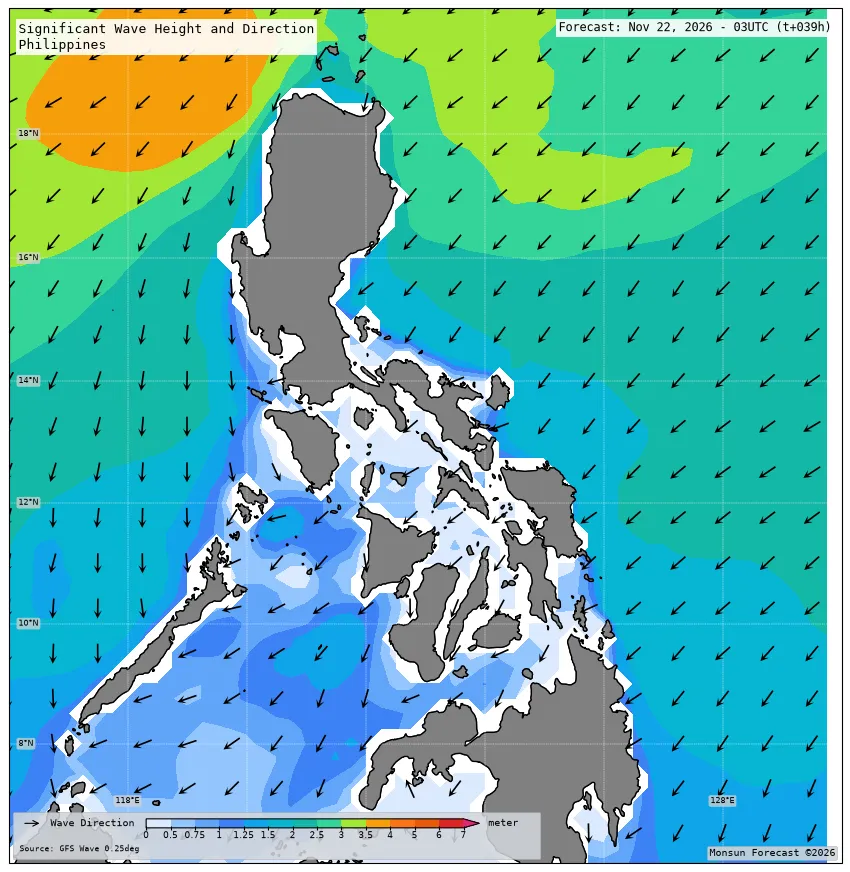 Significant Wave Height and Direction
Philippines
Forecast: Nov 22, 2026 - 03UTC (t+039h)
18°N
16°N
14°N
12°N
10°N
8°N
118°E
128°E
Wave Direction
meter
0 0.5 0.75 1 1.25 1.5 2 2.5 3 3.5 4 5 6 7
Source: GFS Wave 0.25deg
Monsun Forecast ©2026